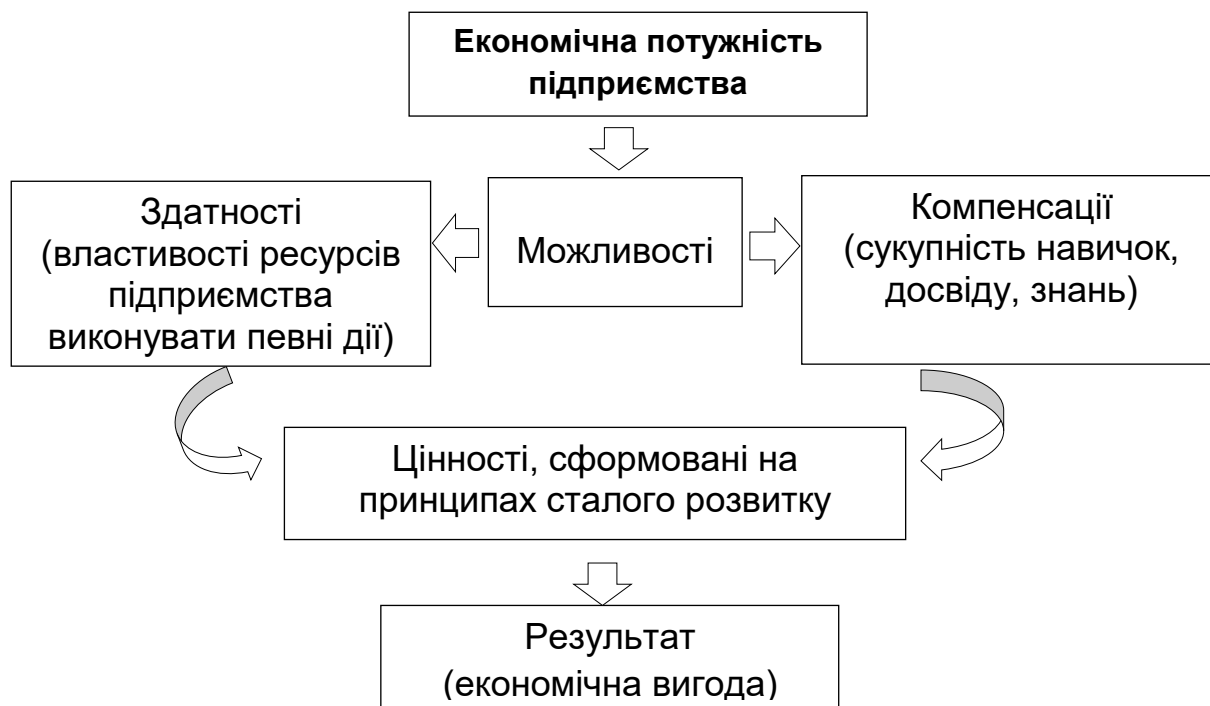 Економічна потужність
підприємства
Здатності
(властивості ресурсів
підприємства
виконувати певні дії)
Можливості
Компенсації
(сукупність навичок,
досвіду, знань)
Цінності, сформовані на
принципах сталого розвитку
Результат
(економічна вигода)